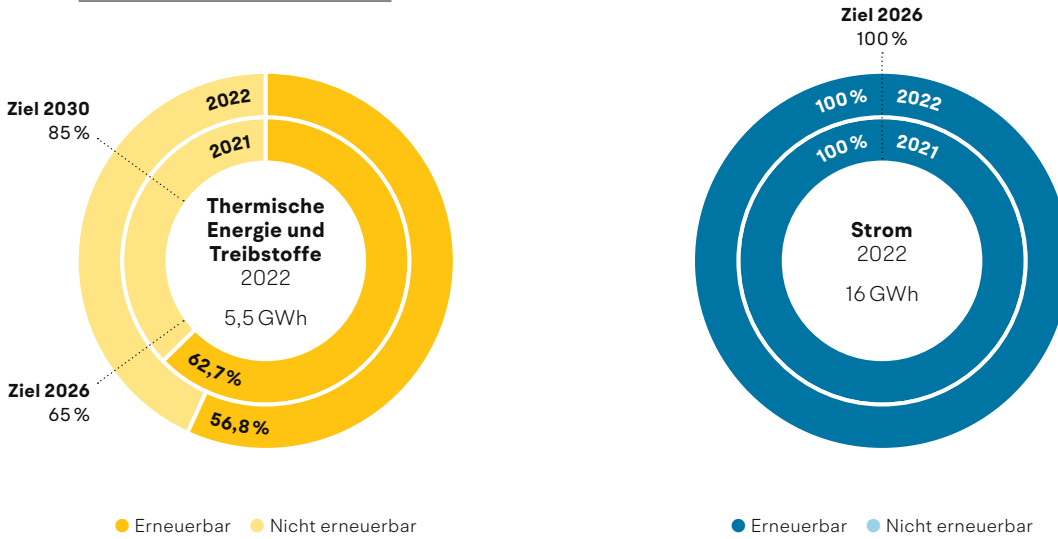 Ziel 2030
85 %
2022
2021
Thermische
Energie und
Treibstoffe
2022
5,5 GWh
62,7 %
56,8 %
Ziel 2026
65 %
Erneuerbar
Nicht erneuerbar
Ziel 2026
100 %
100 %
2022
100 %
2021
Strom
2022
16 GWh
Erneuerbar
Nicht erneuerbar